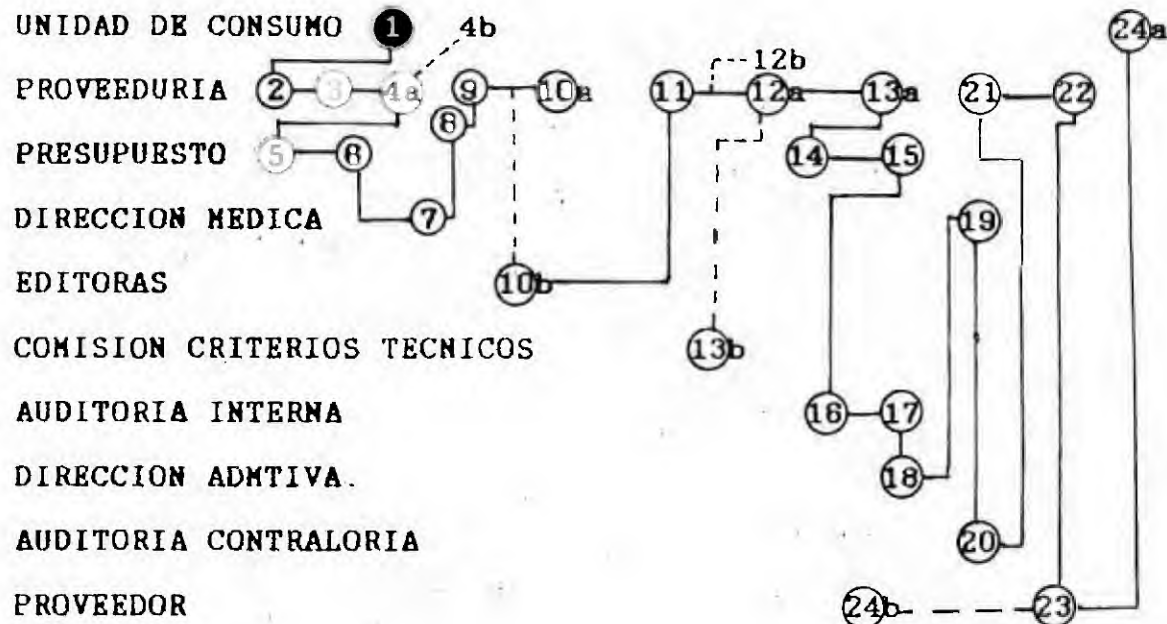 UNIDAD DE CONSUMO 1 4b 24a
PROVEEDURIA 2 3 4a 9 10a 11 12b 12a 13a 21 22
8
PRESUPUESTO 5 6 14 15
DIRECCION MEDICA 7 19
EDITORAS 10b
COMISION CRITERIOS TECNICOS 13b
AUDITORIA INTERNA 16 17
DIRECCION ADMTIVA. 18
AUDITORIA CONTRALORIA 20
PROVEEDOR 24b 23